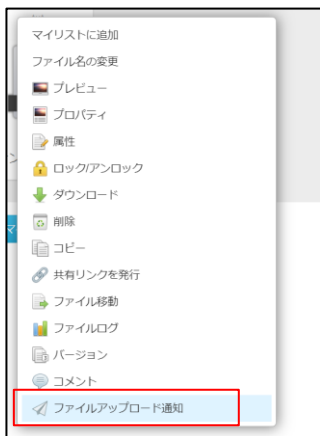 マイリストに追加
ファイル名の変更
プレビュー
プロパティ
属性
ロック/アンロック
ダウンロード
削除
コピー
共有リンクを発行
ファイル移動
ファイルログ
バージョン
コメント
ファイルアップロード通知